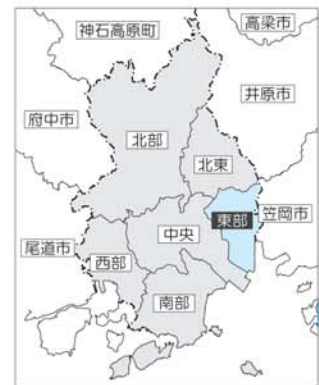 神石高原町
高梁市
府中市
井原市
北部
北東
東部
笠岡市
中央
尾道市
西部
南部